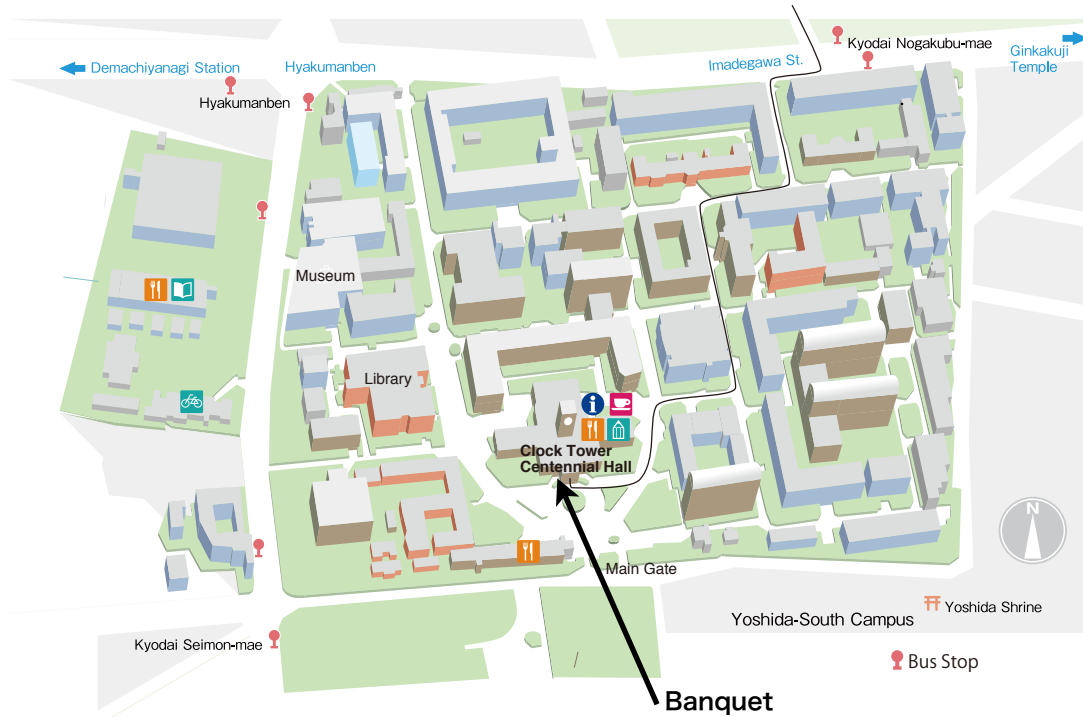 Kyodai Nogakubu-mae
Ginkakuji
Temple
Demachiyanagi Station
Hyakumanben
Imadegawa St.
Hyakumanben
Museum
Library
i
Clock Tower
Centennial Hall
Main Gate
N
Yoshida Shrine
Yoshida-South Campus
Kyodai Seimon-mae
Bus Stop
Banquet